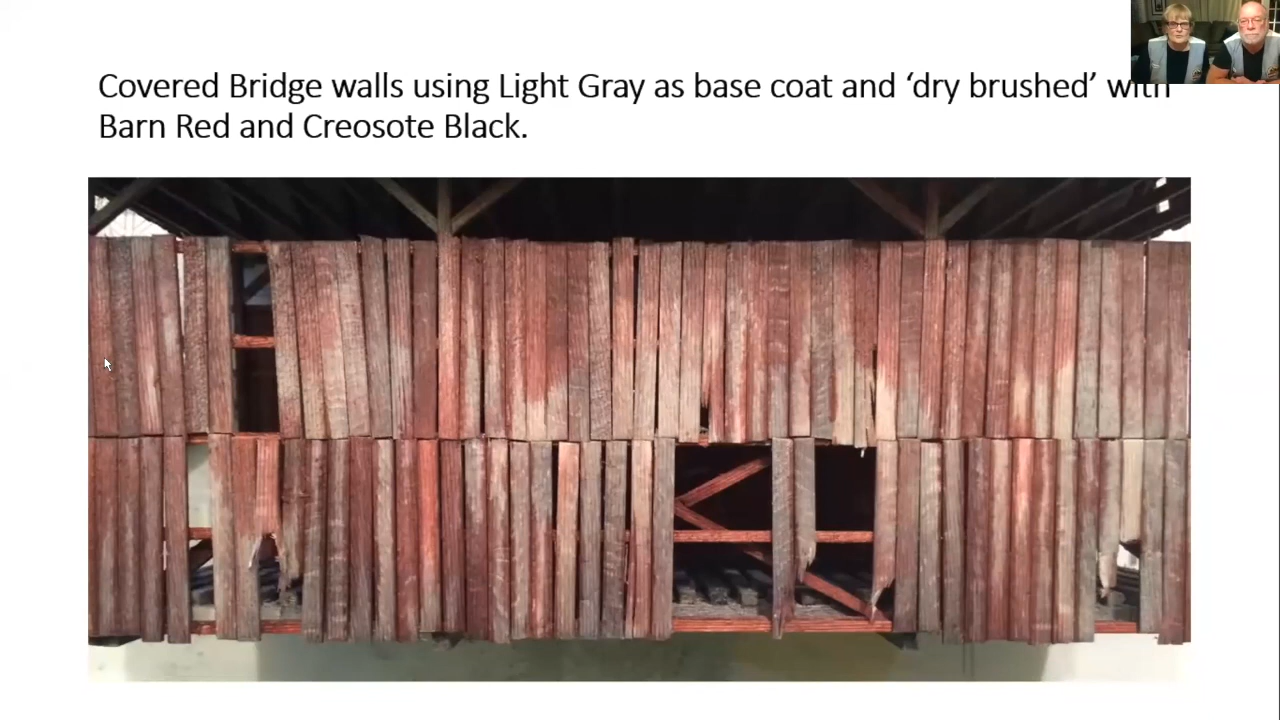 Covered Bridge walls using Light Gray as base coat and ‘dry brushed’ with
Barn Red and Creosote Black.